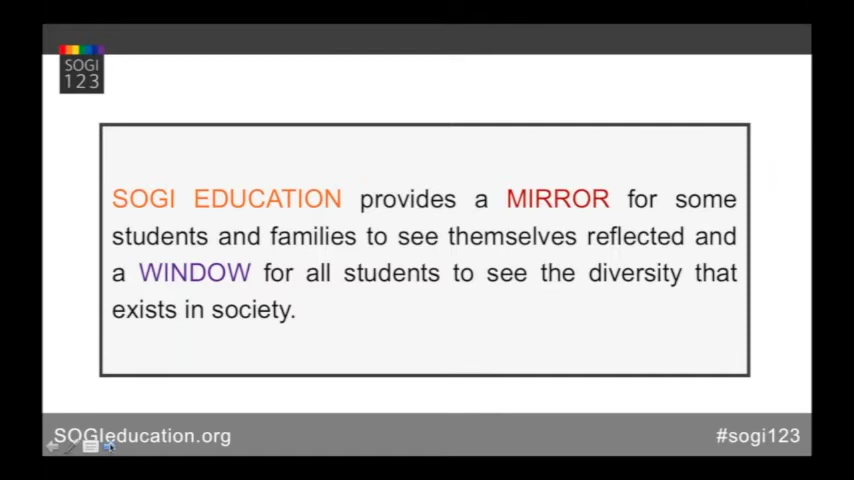 SOGI
123
SOGI EDUCATION provides a MIRROR for some
students and families to see themselves reflected and
a WINDOW for all students to see the diversity that
exists in society.
SOGIeducation.org
#sogi123